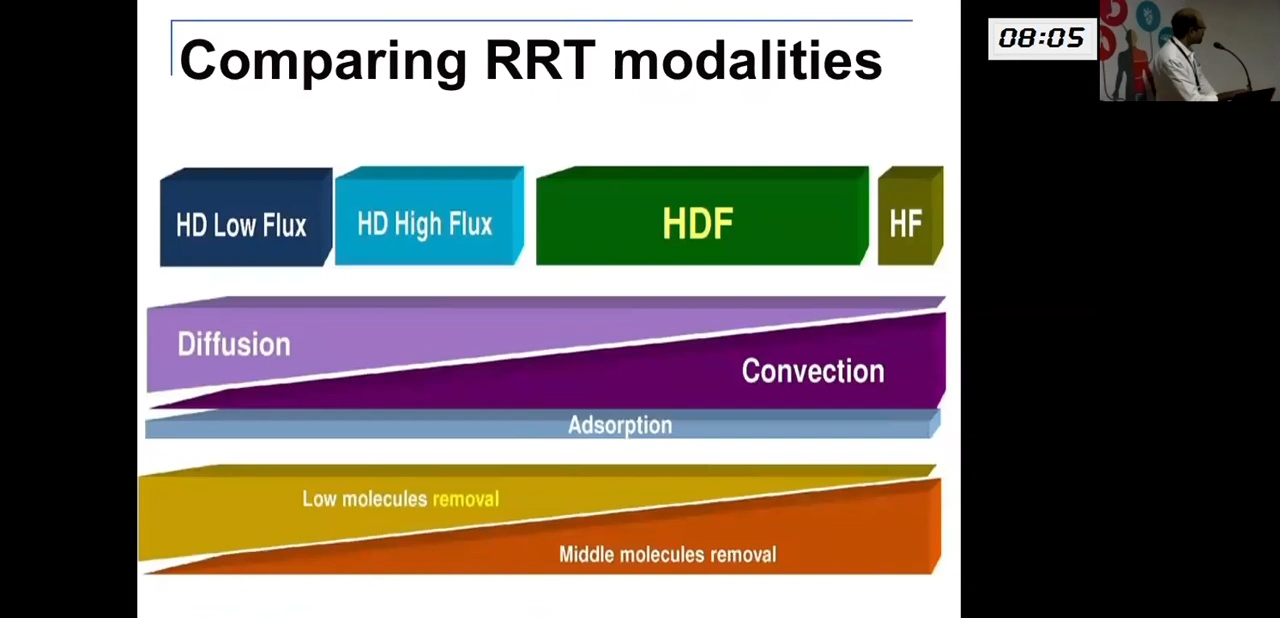 Comparing RRT modalities
08:05
HD Low Flux
HD High Flux
HDF
HF
Diffusion
Convection
Adsorption
Low molecules removal
Middle molecules removal